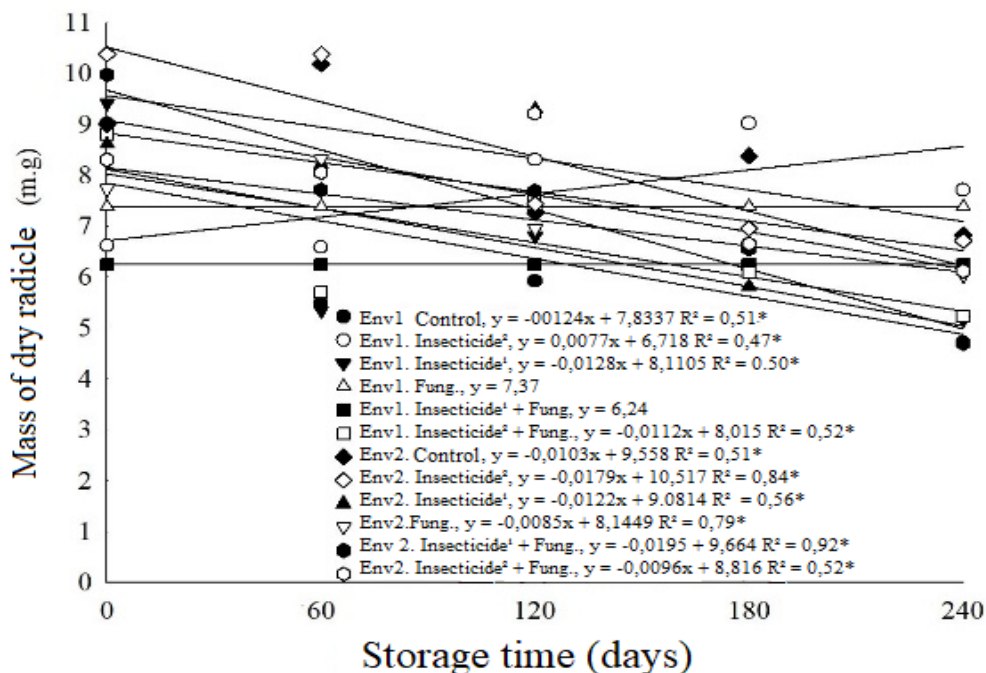 Mass of dry radicle (m.g)
11
10
9
8
7
6
5
4
3
2
1
0
Env1 Control, y = -00124x + 7,8337 R² = 0,51*
Env1. Insecticide², y = 0,0077x + 6,718 R² = 0,47*
Env1. Insecticide¹, y = -0,0128x + 8,1105 R² = 0.50*
Env1. Fung., y = 7,37
Env1. Insecticide¹ + Fung, y = 6,24
Env1. Insecticide² + Fung., y = -0,0112x + 8,015 R² = 0,52*
Env2. Control, y = -0,0103x + 9,558 R² = 0,51*
Env2. Insecticide², y = -0,0179x + 10,517 R² = 0,84*
Env2. Insecticide¹, y = -0,0122x + 9.0814 R² = 0,56*
Env2.Fung., y = -0,0085x + 8,1449 R² = 0,79*
Env 2. Insecticide¹ + Fung., y = -0,0195 + 9,664 R² = 0,92*
Env2. Insecticide² + Fung., y = -0,0096x + 8,816 R² = 0,52*
0 60 120 180 240
Storage time (days)